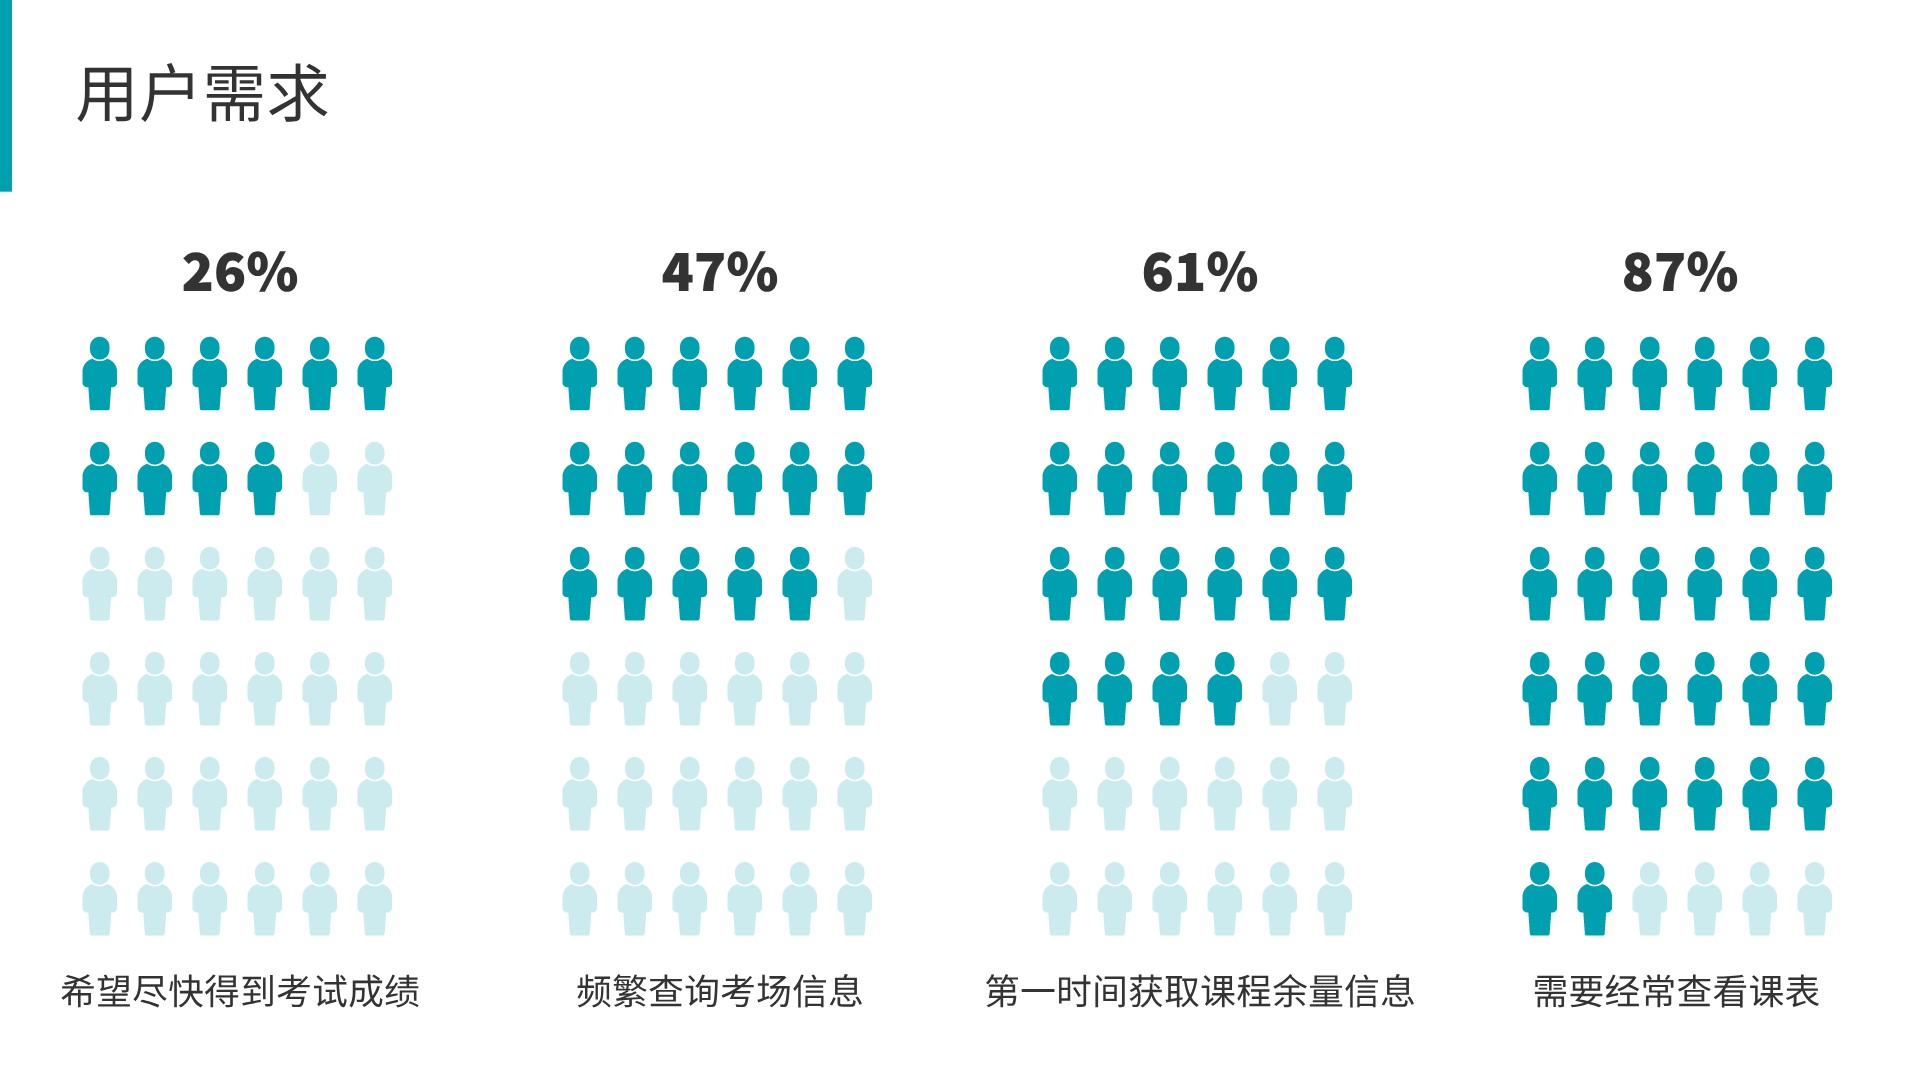 用户需求
26%
47%
61%
87%
希望尽快得到考试成绩
频繁查询考场信息
第一时间获取课程余量信息
需要经常查看课表